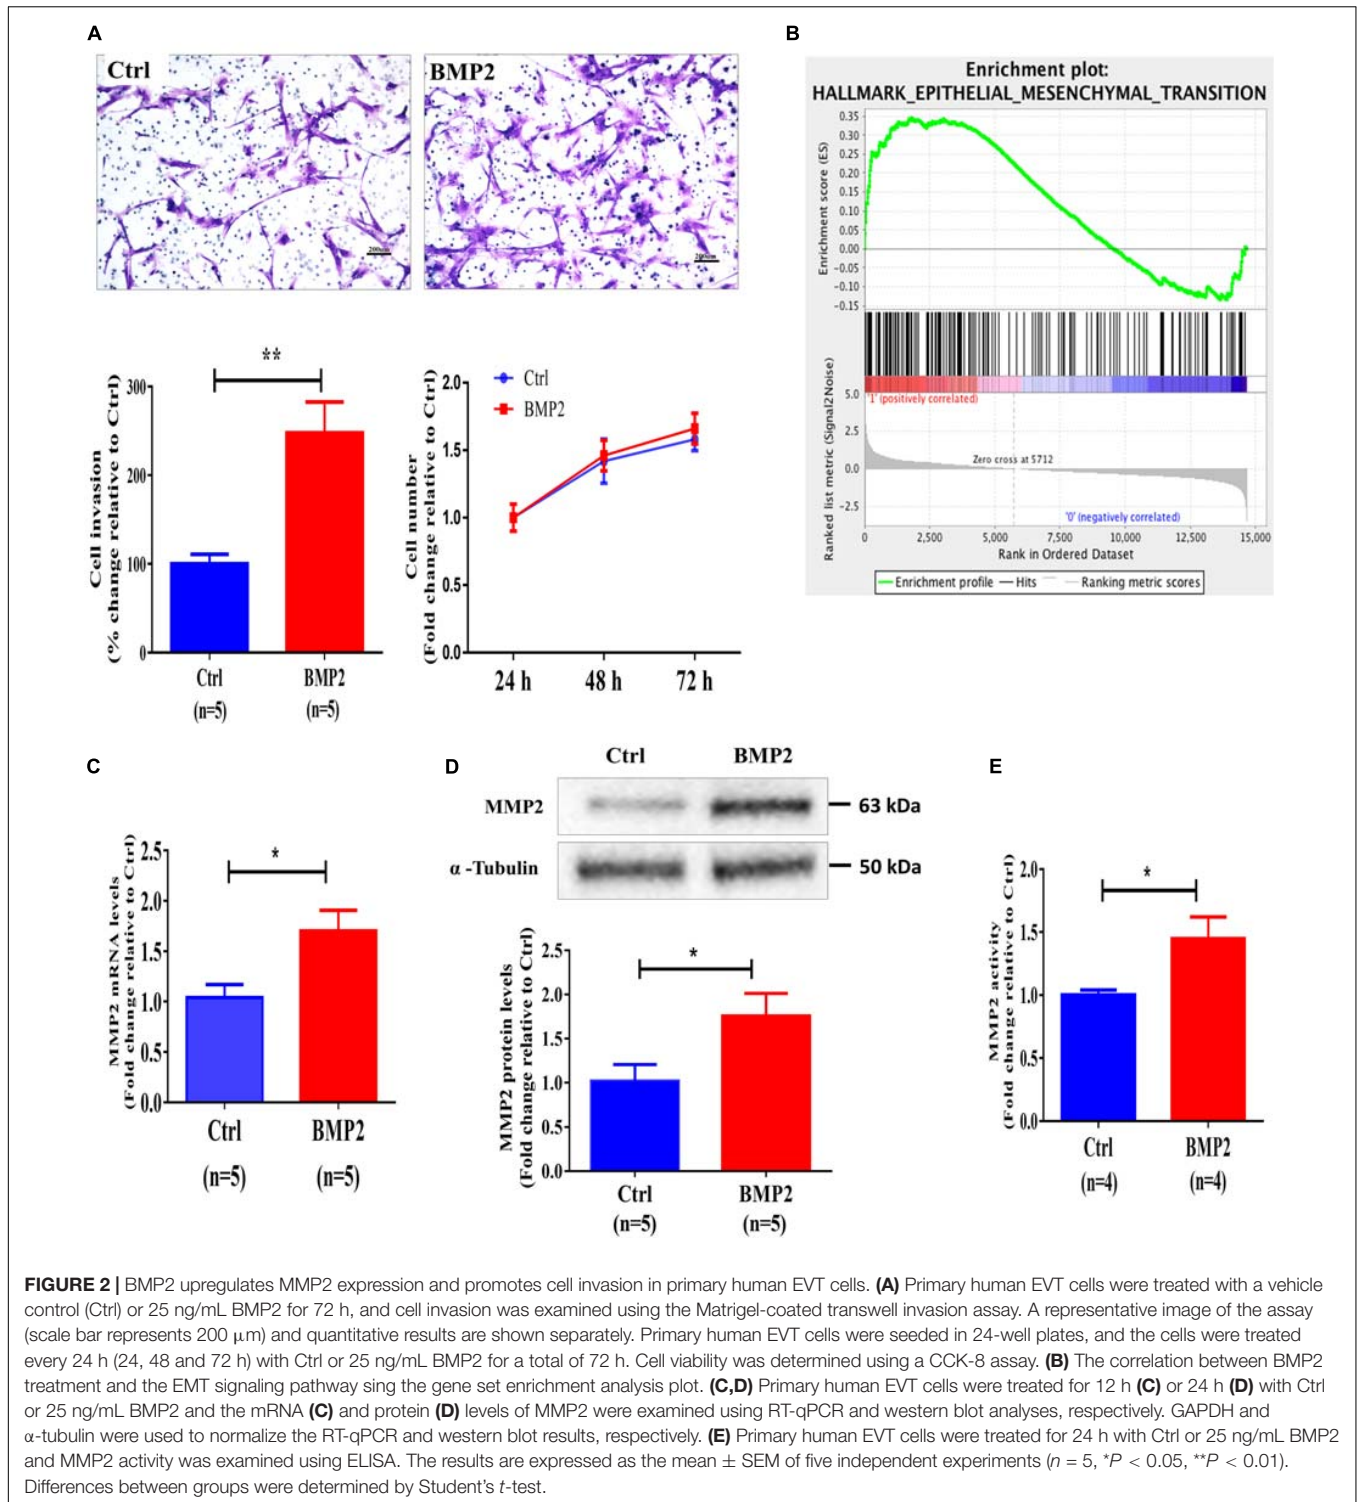 A
Ctrl
200um
BMP2
200um
**
Cell invasion
(% change relative to Ctrl)
300
200
100
0
Ctrl
(n=5)
BMP2
(n=5)
Cell number
(Fold change relative to Ctrl)
2.0
1.5
1.0
0.5
0.0
Ctrl
BMP2
24 h
48 h
72 h
B
Enrichment plot:
HALLMARK_EPITHELIAL_MESENCHYMAL_TRANSITION
Enrichment score (ES)
0.35
0.30
0.25
0.20
0.15
0.10
0.05
0.00
-0.05
-0.10
-0.15
Ranked list metric (Signal2Noise)
5.0
2.5
0.0
-2.5
'1' (positively correlated)
Zero cross at 5712
'0' (negatively correlated)
0
2,500
5,000
7,500
10,000
12,500
15,000
Rank in Ordered Dataset
Enrichment profile
Hits
Ranking metric scores
C
MMP2 mRNA levels
(Fold change relative to Ctrl)
2.5
2.0
1.5
1.0
0.5
0.0
*
Ctrl
(n=5)
BMP2
(n=5)
D
Ctrl
BMP2
MMP2
63 kDa
α -Tubulin
50 kDa
MMP2 protein levels
(Fold change relative to Ctrl)
2.5
2.0
1.5
1.0
0.5
0.0
*
Ctrl
(n=5)
BMP2
(n=5)
E
MMP2 activity
(Fold change relative to Ctrl)
2.0
1.5
1.0
0.5
0.0
*
Ctrl
(n=4)
BMP2
(n=4)
FIGURE 2 | BMP2 upregulates MMP2 expression and promotes cell invasion in primary human EVT cells. (A) Primary human EVT cells were treated with a vehicle
control (Ctrl) or 25 ng/mL BMP2 for 72 h, and cell invasion was examined using the Matrigel-coated transwell invasion assay. A representative image of the assay
(scale bar represents 200 μm) and quantitative results are shown separately. Primary human EVT cells were seeded in 24-well plates, and the cells were treated
every 24 h (24, 48 and 72 h) with Ctrl or 25 ng/mL BMP2 for a total of 72 h. Cell viability was determined using a CCK-8 assay. (B) The correlation between BMP2
treatment and the EMT signaling pathway sing the gene set enrichment analysis plot. (C,D) Primary human EVT cells were treated for 12 h (C) or 24 h (D) with Ctrl
or 25 ng/mL BMP2 and the mRNA (C) and protein (D) levels of MMP2 were examined using RT-qPCR and western blot analyses, respectively. GAPDH and
α-tubulin were used to normalize the RT-qPCR and western blot results, respectively. (E) Primary human EVT cells were treated for 24 h with Ctrl or 25 ng/mL BMP2
and MMP2 activity was examined using ELISA. The results are expressed as the mean ± SEM of five independent experiments (n = 5, *P < 0.05, **P < 0.01).
Differences between groups were determined by Student's t-test.